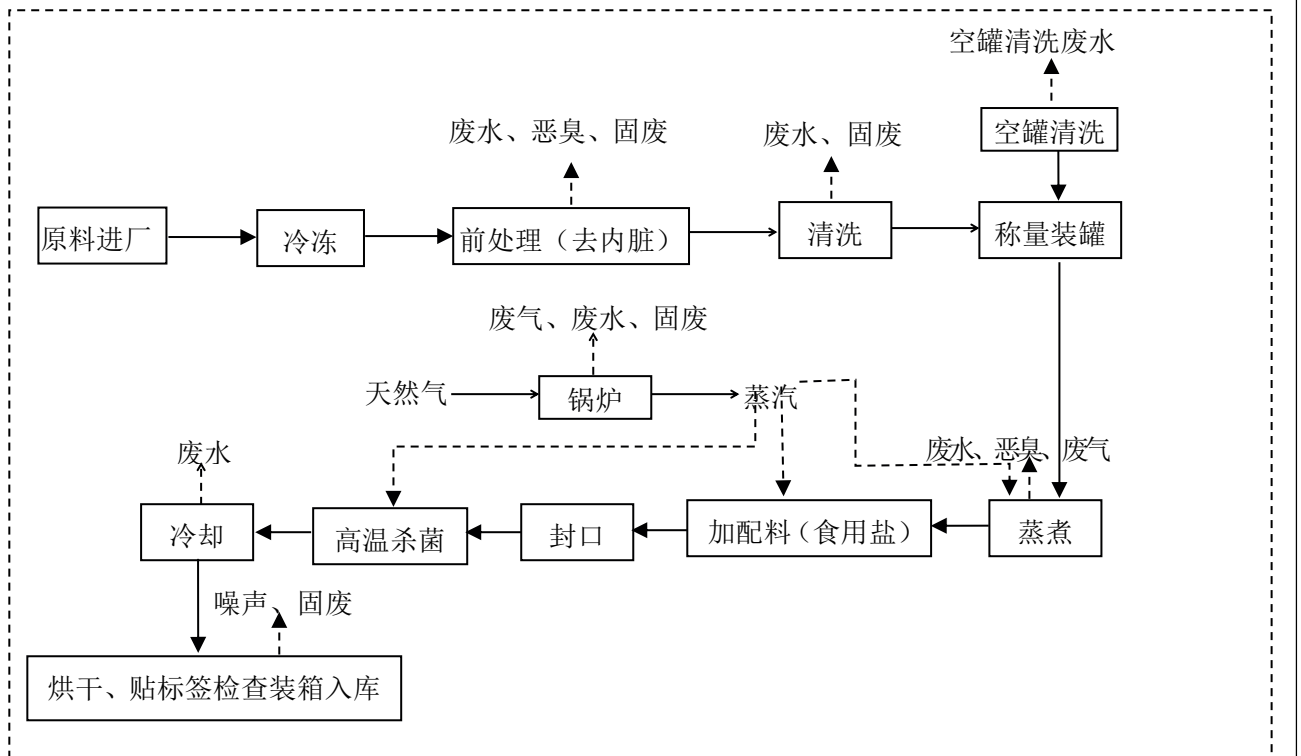 空罐清洗废水
空罐清洗
废水、恶臭、固废
废水、固废
原料进厂
冷冻
前处理（去内脏）
清洗
称量装罐
废气、废水、固废
天然气
锅炉
蒸汽
废水
废水、恶臭、废气
冷却
高温杀菌
封口
加配料（食用盐）
蒸煮
噪声、固废
烘干、贴标签检查装箱入库